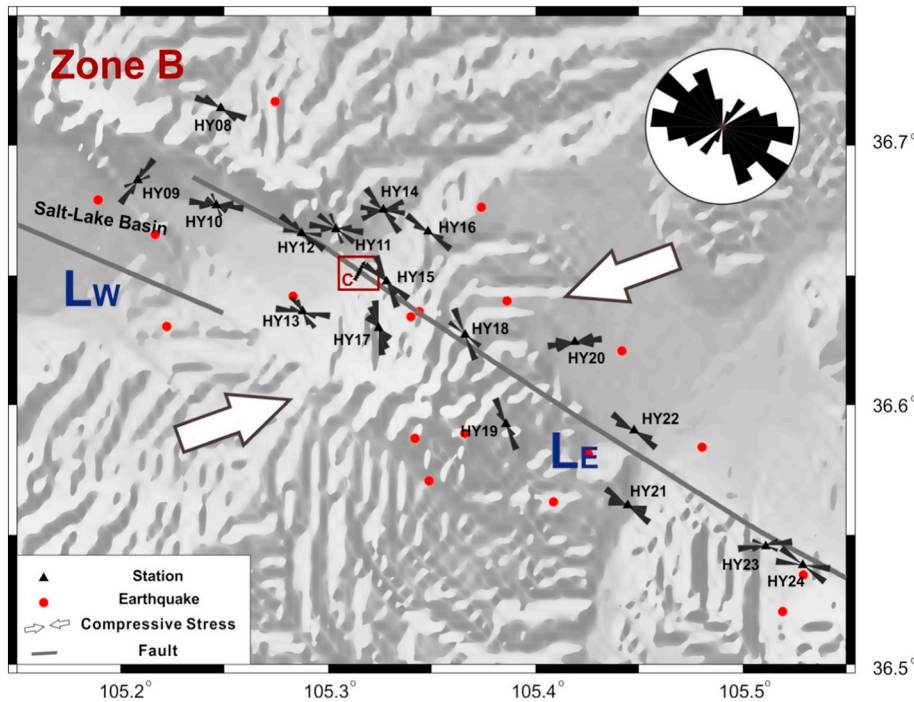 Zone B
HY08
36.7°
HY09
HY14
HY10
Salt-Lake Basin
HY16
HY12
HY11
C
HY15
LW
HY13
HY17
HY18
HY20
36.6°
HY22
HY19
LE
HY21
HY23
HY24
Station
Earthquake
Compressive Stress
Fault
36.5°
105.2° 105.3° 105.4° 105.5°